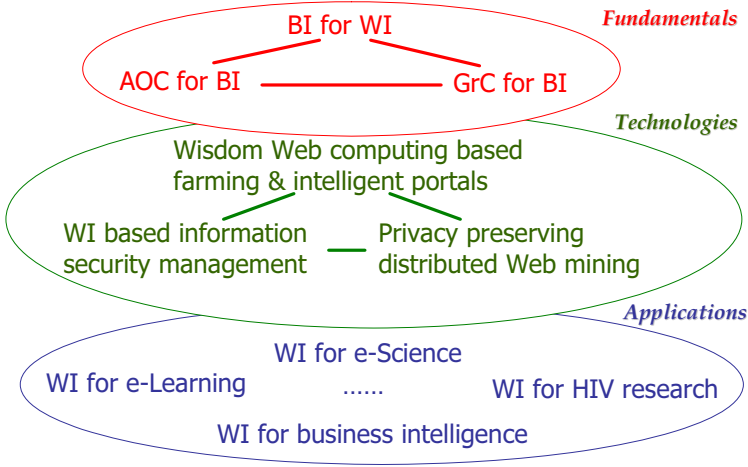 Fundamentals
BI for WI
AOC for BI
GrC for BI
Technologies
Wisdom Web computing based
farming & intelligent portals
WI based information
security management
Privacy preserving
distributed Web mining
Applications
WI for e-Science
WI for e-Learning
......
WI for HIV research
WI for business intelligence